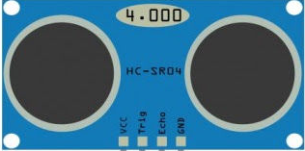 4.000
HC-SR04
VCC
Trig
Echo
GND